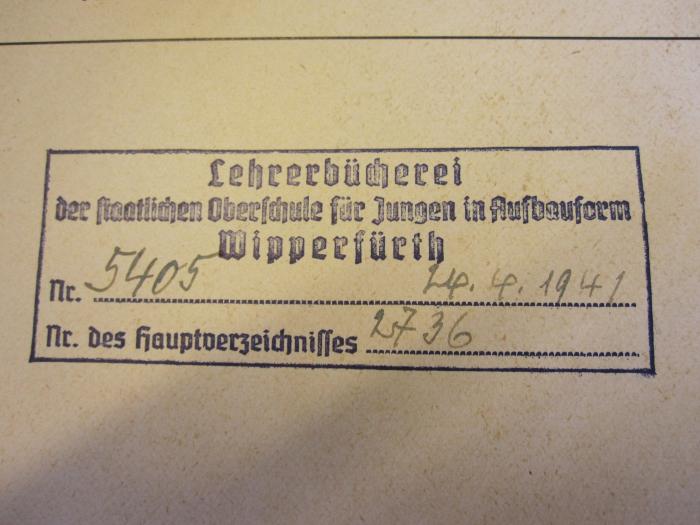 Lehrerbücherei
der staatlichen Oberschule für Jungen in Aufbauform
Wipperfürth
Nr. 5405 24. 4. 1941
Nr. des Hauptverzeichnisses 2736